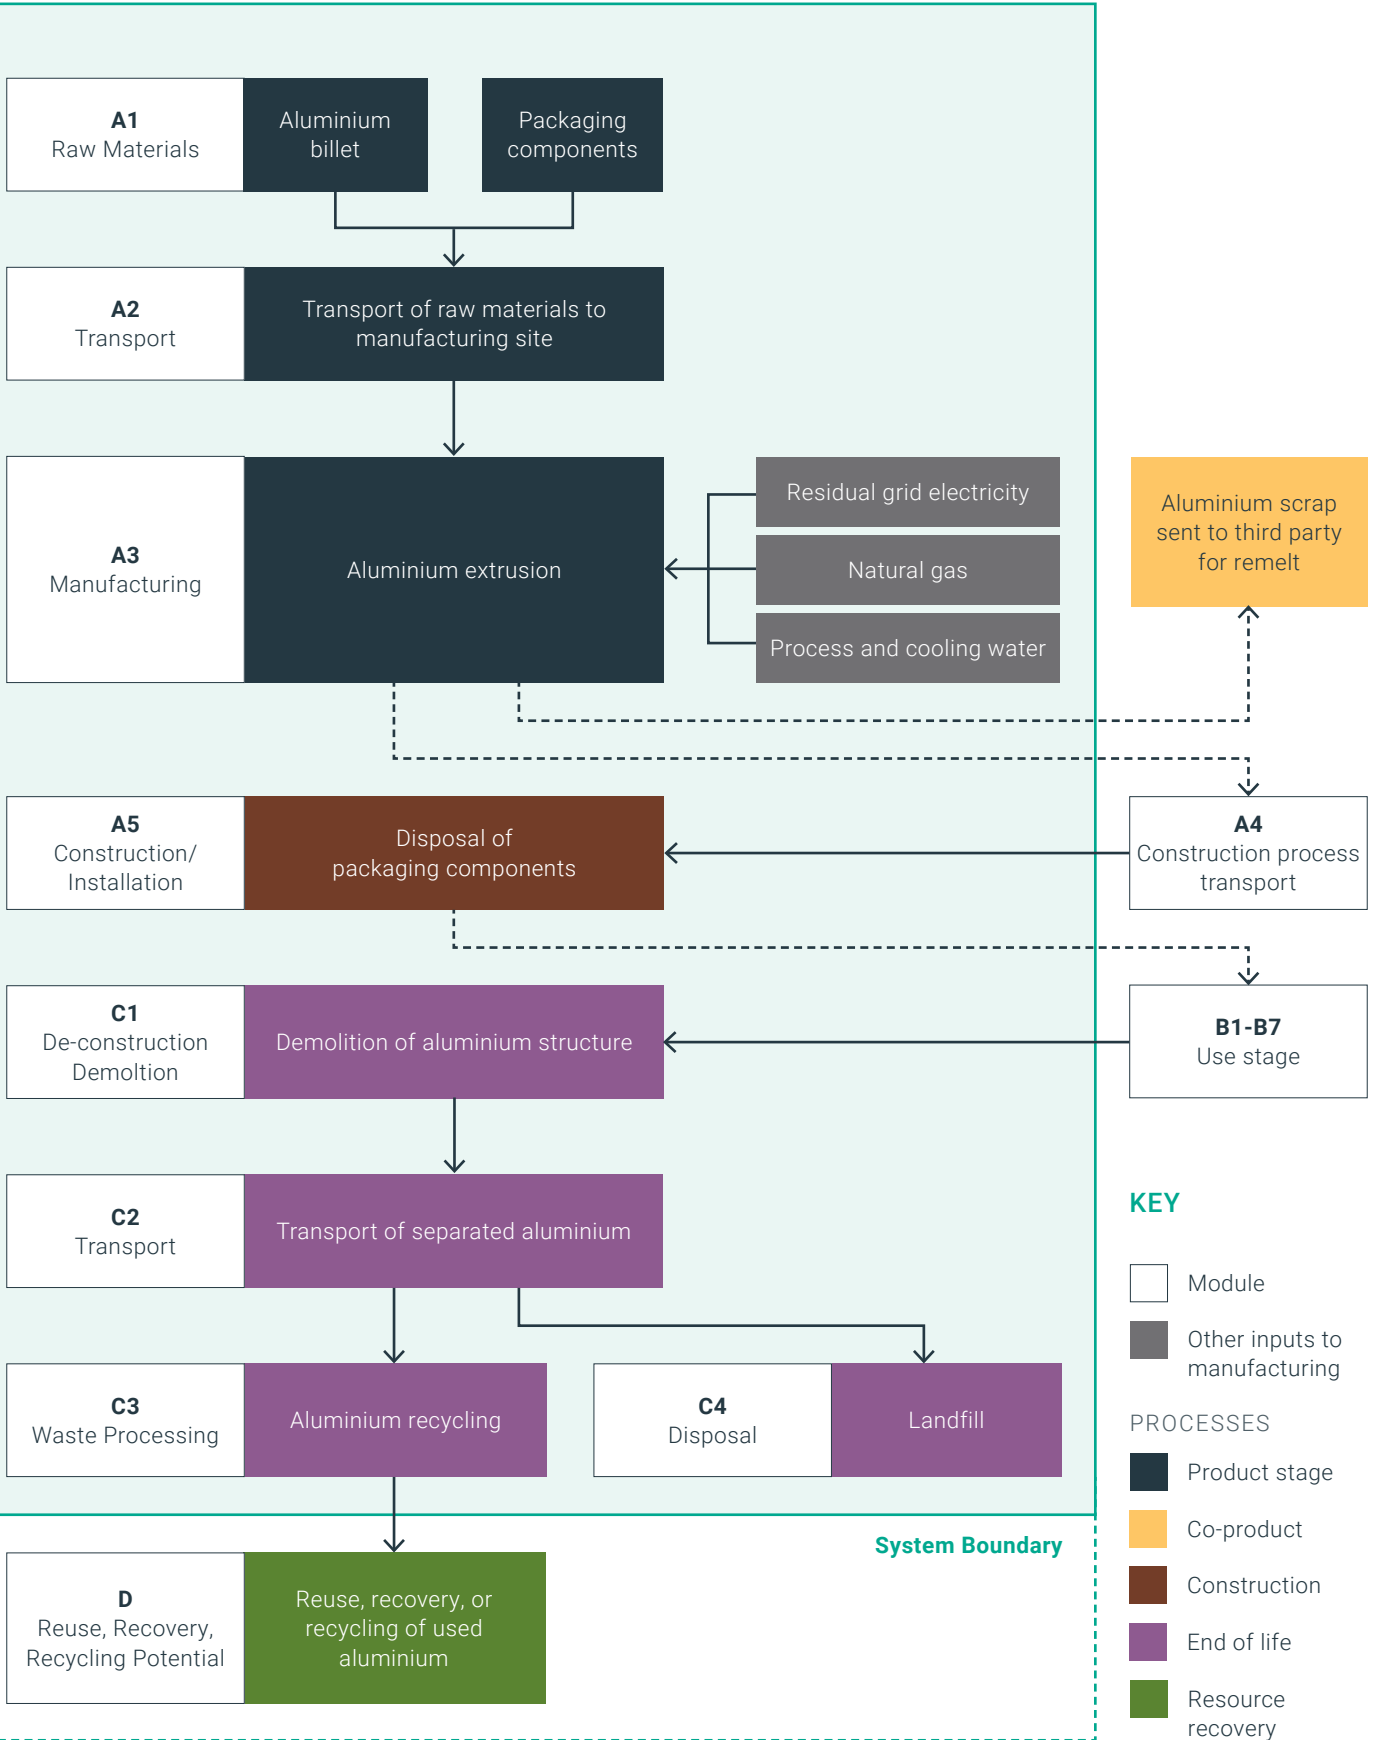 A1
Raw Materials
Aluminium
billet
Packaging
components
A2
Transport
Transport of raw materials to
manufacturing site
A3
Manufacturing
Aluminium extrusion
Residual grid electricity
Natural gas
Process and cooling water
Aluminium scrap
sent to third party
for remelt
A5
Construction/
Installation
Disposal of
packaging components
A4
Construction process
transport
C1
De-construction
Demoltion
Demolition of aluminium structure
B1-B7
Use stage
C2
Transport
Transport of separated aluminium
C3
Waste Processing
Aluminium recycling
C4
Disposal
Landfill
System Boundary
D
Reuse, Recovery,
Recycling Potential
Reuse, recovery, or
recycling of used
aluminium
KEY
Module
Other inputs to
manufacturing
PROCESSES
Product stage
Co-product
Construction
End of life
Resource
recovery